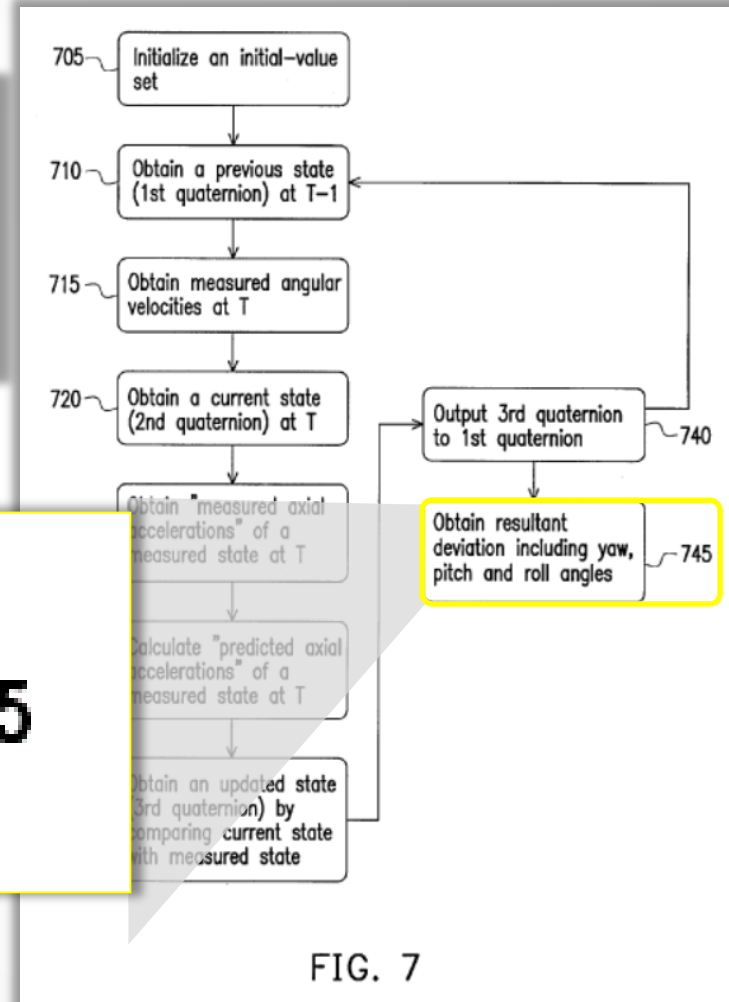 705
Initialize an initial-value
set
710
Obtain a previous state
(1st quaternion) at T-1
715
Obtain measured angular
velocities at T
720
Obtain a current state
(2nd quaternion) at T
Obtain "measured axial
accelerations" of a
measured state at T
Calculate "predicted axial
accelerations" of a
measured state at T
Obtain an updated state
(3rd quaternion) by
comparing current state
with measured state
Output 3rd quaternion
to 1st quaternion
740
Obtain resultant
deviation including yaw,
pitch and roll angles
745
5
FIG. 7